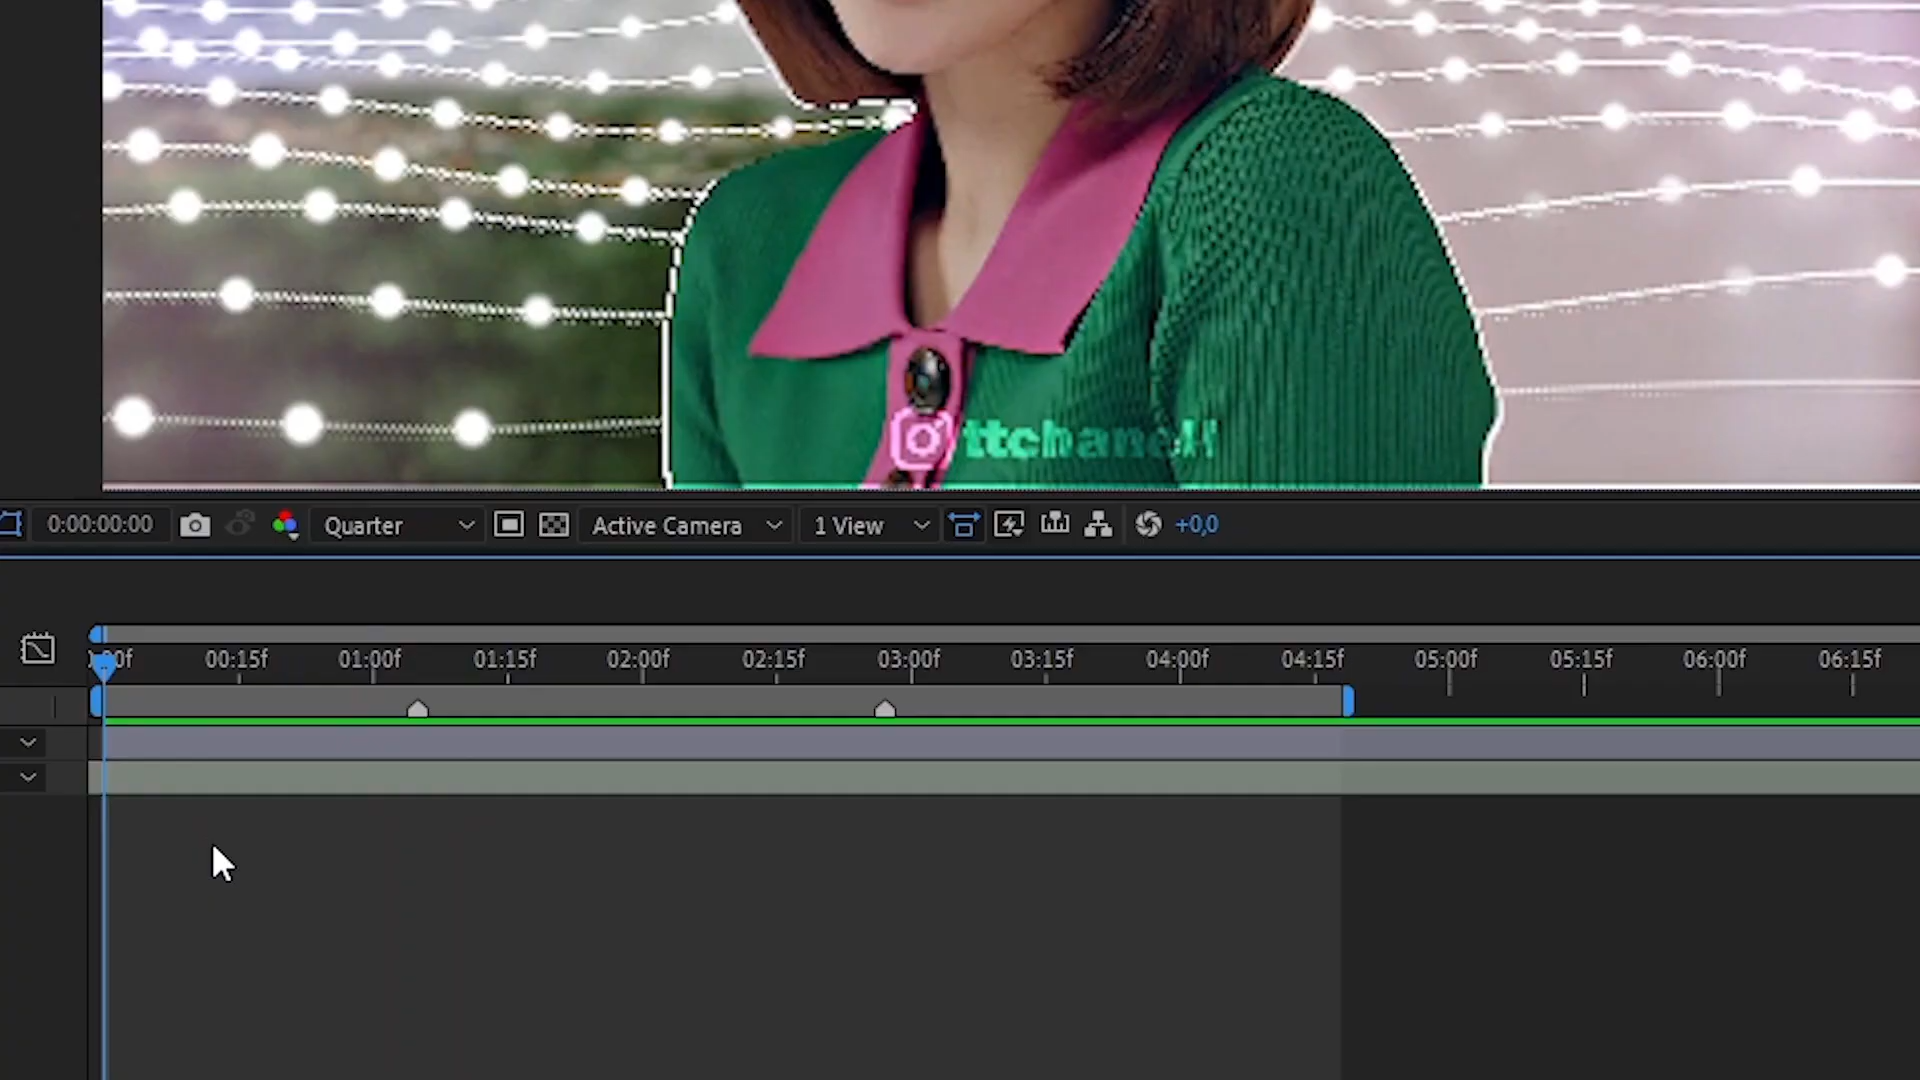 ttchanell
0:00:00:00 Quarter Active Camera 1 View +0,0
00:15f 01:00f 01:15f 02:00f 02:15f 03:00f 03:15f 04:00f 04:15f 05:00f 05:15f 06:00f 06:15f